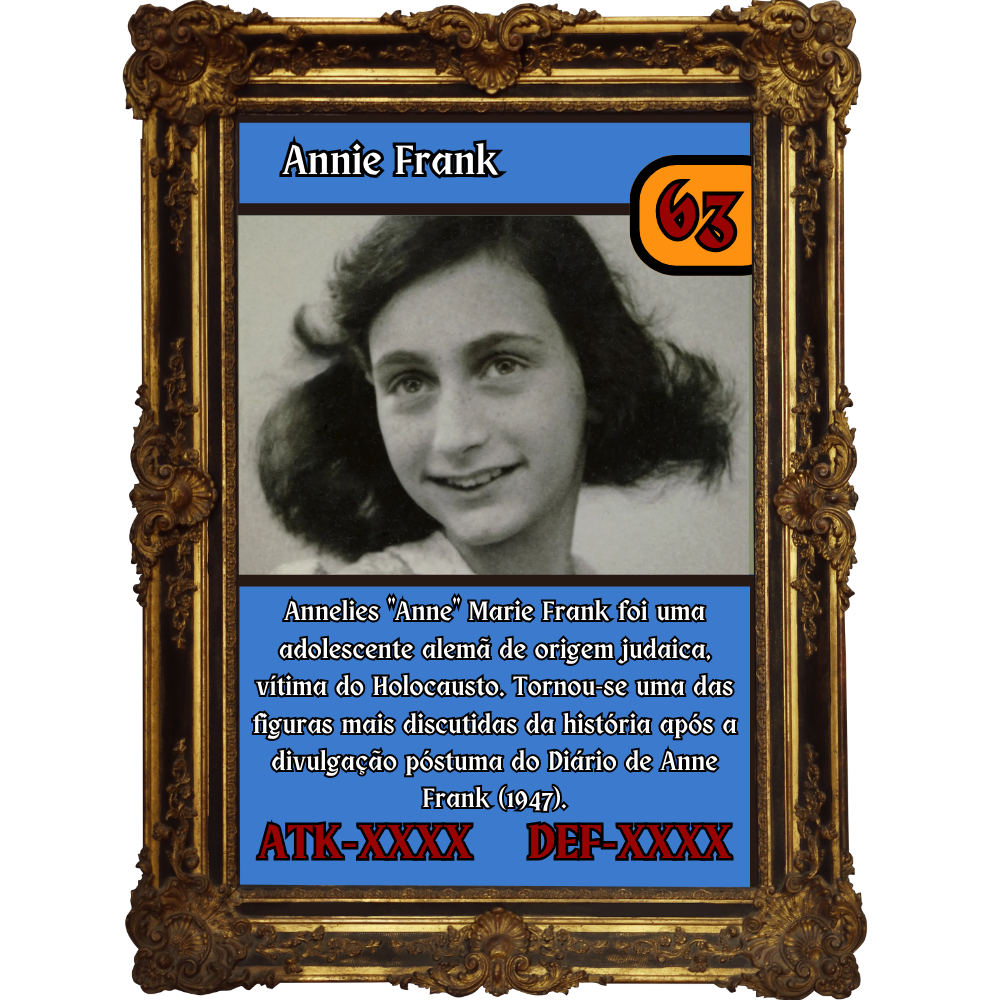 Annie Frank
63
Annelies "Anne" Marie Frank foi uma
adolescente alemã de origem judaica,
vítima do Holocausto. Tornou-se uma das
figuras mais discutidas da história após a
divulgação póstuma do Diário de Anne
Frank (1947).
ATK-XXXX DEF-XXXX